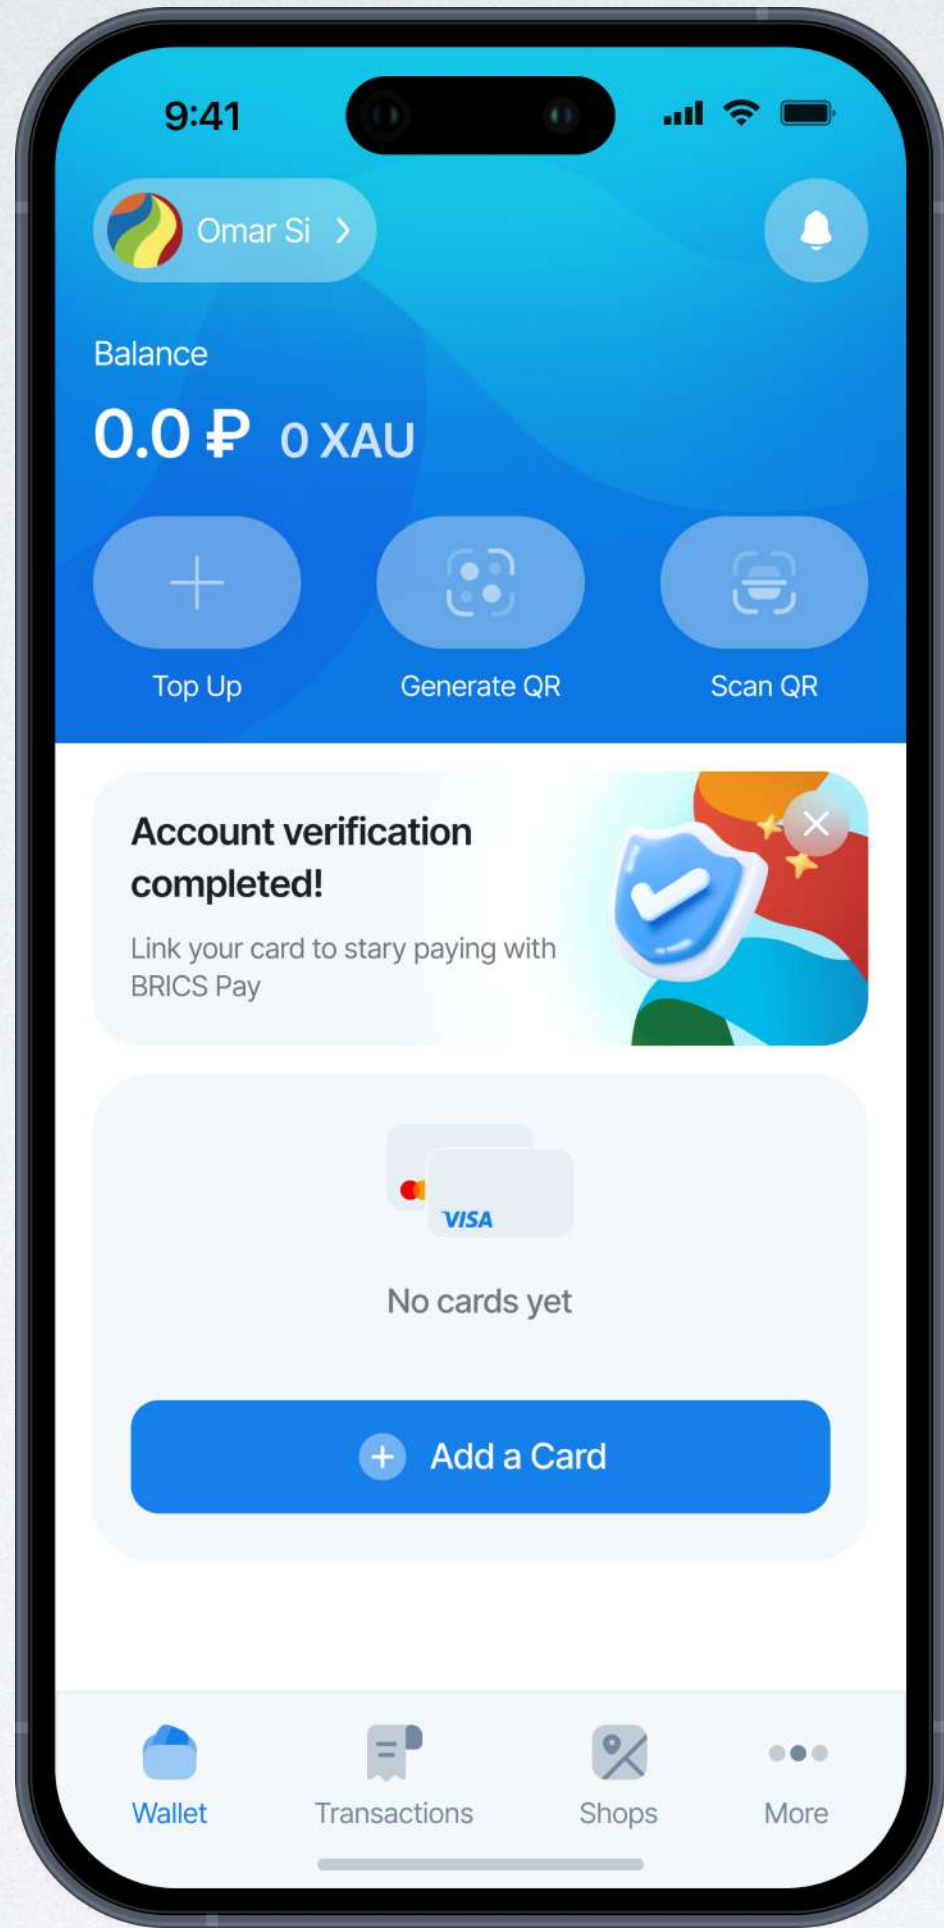 9:41
Omar Si
Balance
0.0 ₽ 0 XAU
Top Up Generate QR Scan QR
Account verification
completed!
Link your card to stary paying with
BRICS Pay
VISA
No cards yet
Add a Card
Wallet Transactions Shops More